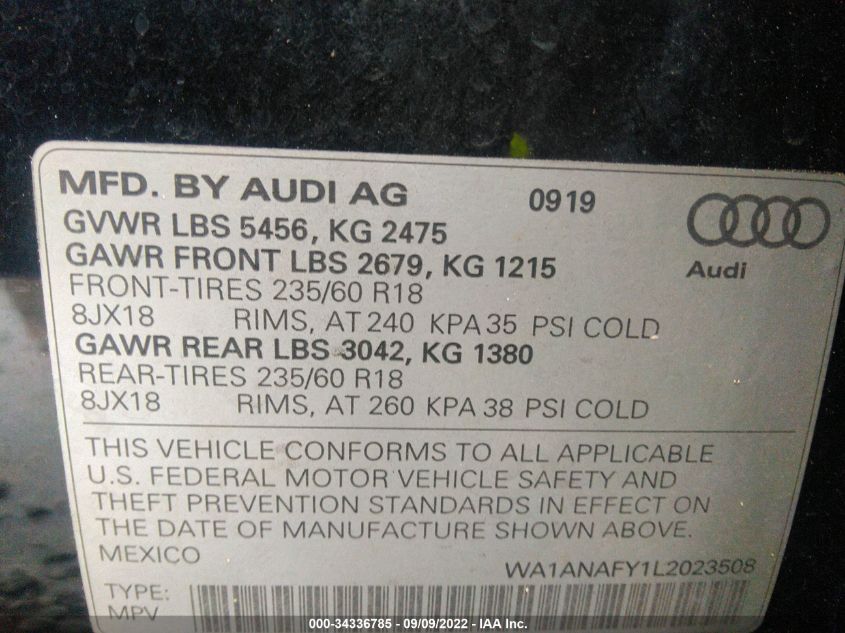 MFD. BY AUDI AG 0919
GVWR LBS 5456, KG 2475
GAWR FRONT LBS 2679, KG 1215
Audi
FRONT-TIRES 235/60 R18
8JX18 RIMS, AT 240 KPA 35 PSI COLD
GAWR REAR LBS 3042, KG 1380
REAR-TIRES 235/60 R18
8JX18 RIMS, AT 260 KPA 38 PSI COLD
THIS VEHICLE CONFORMS TO ALL APPLICABLE
U.S. FEDERAL MOTOR VEHICLE SAFETY AND
THEFT PREVENTION STANDARDS IN EFFECT ON
THE DATE OF MANUFACTURE SHOWN ABOVE.
MEXICO WA1ANAFY1L2023508
TYPE:
MPV
000-34336785 - 09/09/2022 - IAA Inc.